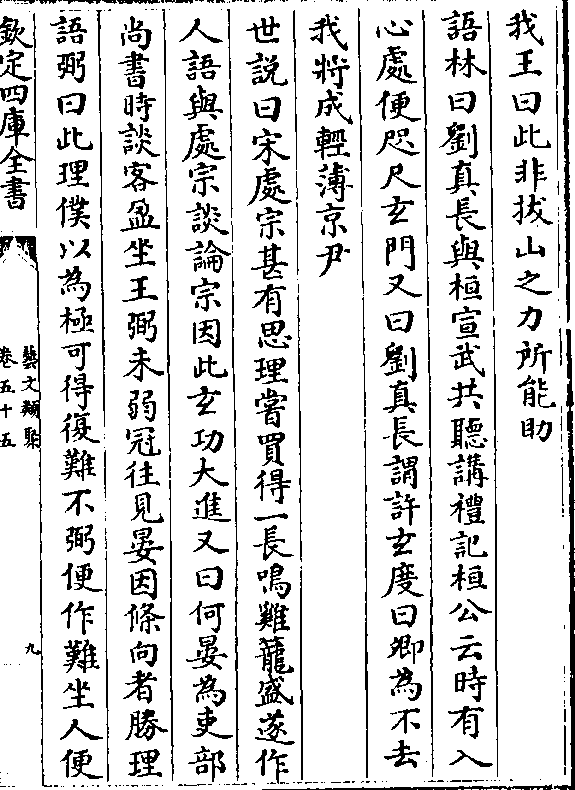 我王曰此非拔山之力所能助
語林曰劉真長與桓宣武共聽講禮記桓公云時有入
心處便咫尺玄門又曰劉真長謂許玄度曰卿為不去
我將成輕薄京尹
世説曰宋處宗甚有思理嘗買得一長鳴雞籠盛遂作
人語與處宗談論宗因此玄功大進又曰何晏為吏部
尚書時談客盈坐王弼未弱冠往見晏因條向者勝理
語弼曰此理僕以為極可得復難不弼便作難坐人便
欽定四庫全書
藝文類聚
卷五十五
九